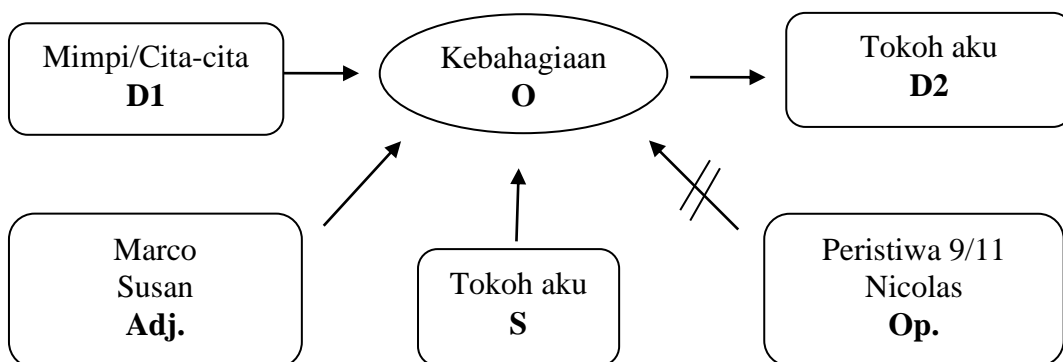 Mimpi/Cita-cita
D1
Kebahagiaan
O
Tokoh aku
D2
Marco
Susan
Adj.
Tokoh aku
S
Peristiwa 9/11
Nicolas
Op.